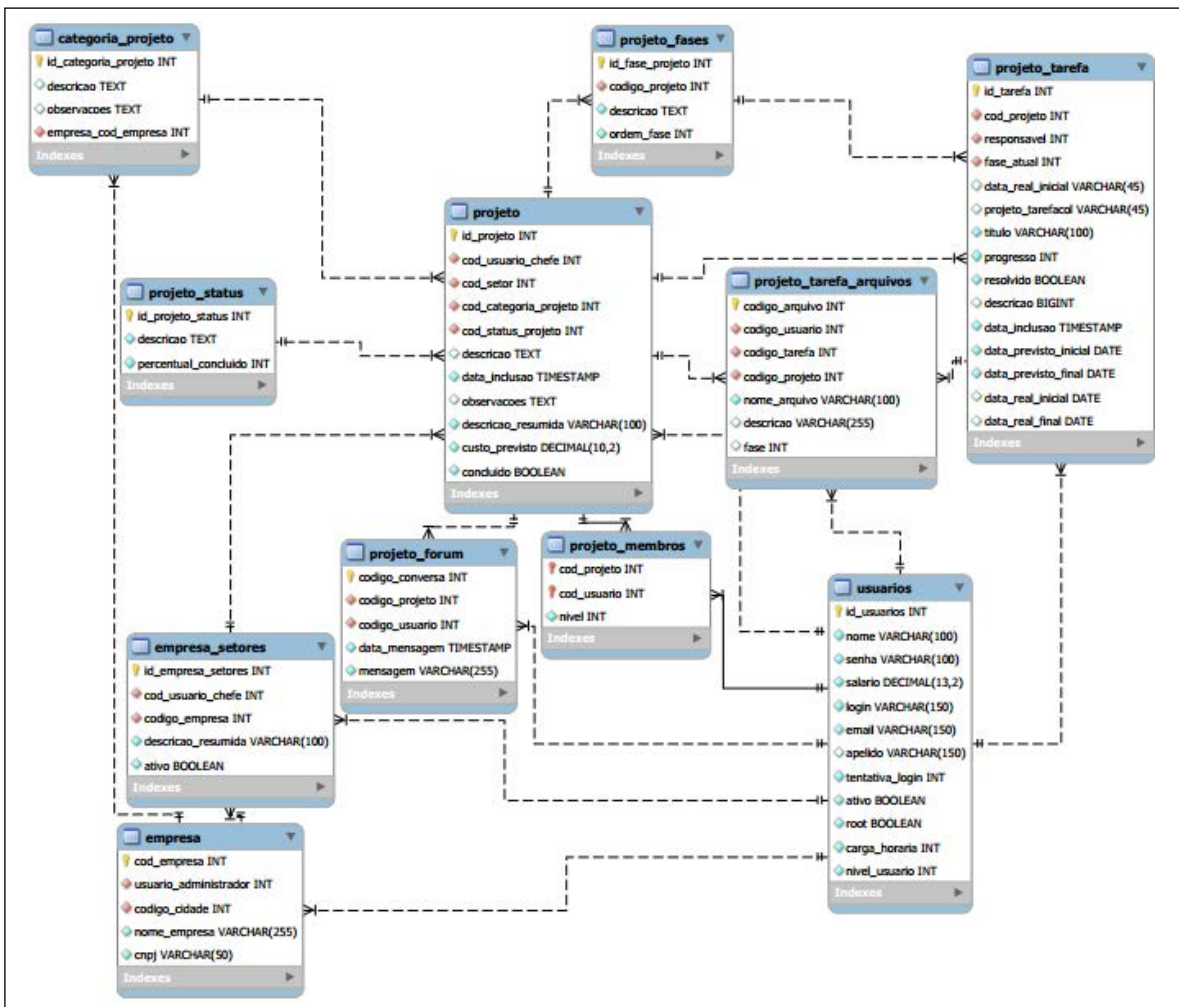 categoria_projeto
id_categoria_projeto INT
descricao TEXT
observacoes TEXT
empresa_cod_empresa INT
Indexes
projeto_fases
id_fase_projeto INT
codigo_projeto INT
descricao TEXT
ordem_fase INT
Indexes
projeto_tarefa
id_tarefa INT
cod_projeto INT
responsavel INT
fase_atual INT
data_real_inicial VARCHAR(45)
projeto_tarefacol VARCHAR(45)
titulo VARCHAR(100)
progresso INT
resolvido BOOLEAN
descricao BIGINT
data_inclusao TIMESTAMP
data_previsto_inicial DATE
data_previsto_final DATE
data_real_inicial DATE
data_real_final DATE
Indexes
projeto
id_projeto INT
cod_usuario_chefe INT
cod_setor INT
cod_categoria_projeto INT
cod_status_projeto INT
descricao TEXT
data_inclusao TIMESTAMP
observacoes TEXT
descricao_resumida VARCHAR(100)
custo_previsto DECIMAL(10,2)
concluido BOOLEAN
Indexes
projeto_status
id_projeto_status INT
descricao TEXT
percentual_concluido INT
Indexes
projeto_tarefa_arquivos
codigo_arquivo INT
codigo_usuario INT
codigo_tarefa INT
codigo_projeto INT
nome_arquivo VARCHAR(100)
descricao VARCHAR(255)
fase INT
Indexes
projeto_forum
codigo_conversa INT
codigo_projeto INT
codigo_usuario INT
data_mensagem TIMESTAMP
mensagem VARCHAR(255)
Indexes
projeto_membros
cod_projeto INT
cod_usuario INT
nivel INT
Indexes
usuarios
id_usuarios INT
nome VARCHAR(100)
senha VARCHAR(100)
salario DECIMAL(13,2)
login VARCHAR(150)
email VARCHAR(150)
apelido VARCHAR(150)
tentativa_login INT
ativo BOOLEAN
root BOOLEAN
carga_horaria INT
nivel_usuario INT
Indexes
empresa_setores
id_empresa_setores INT
cod_usuario_chefe INT
codigo_empresa INT
descricao_resumida VARCHAR(100)
ativo BOOLEAN
Indexes
empresa
cod_empresa INT
usuario_administrador INT
codigo_cidade INT
nome_empresa VARCHAR(255)
cnpj VARCHAR(50)
Indexes